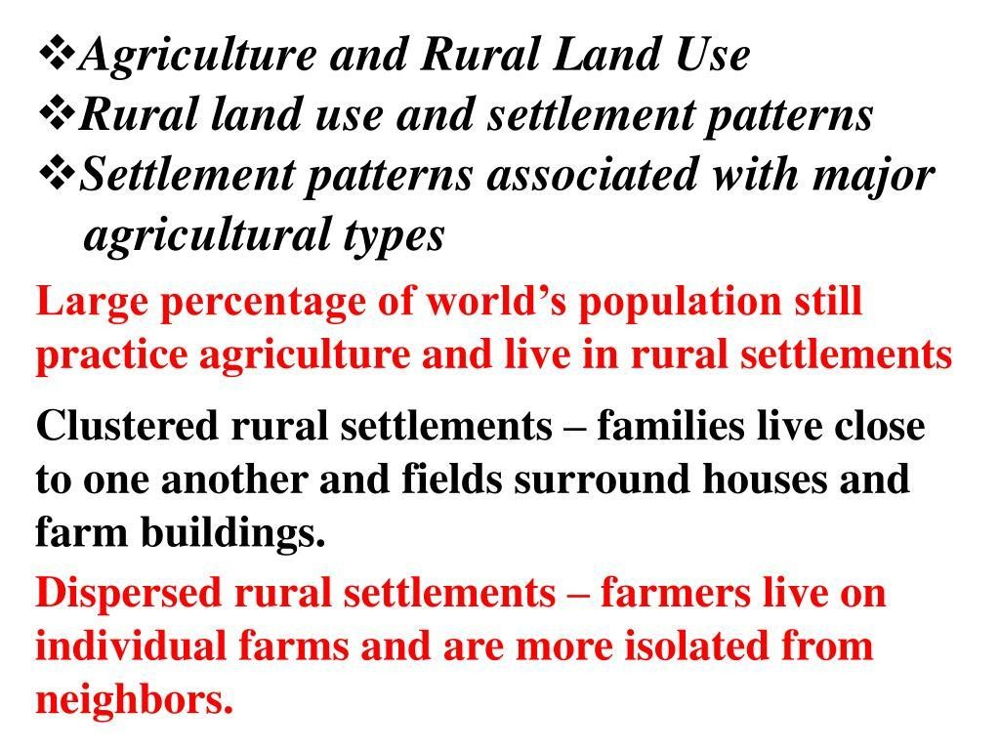 ❖Agriculture and Rural Land Use
❖Rural land use and settlement patterns
❖Settlement patterns associated with major
agricultural types
Large percentage of world’s population still
practice agriculture and live in rural settlements
Clustered rural settlements – families live close
to one another and fields surround houses and
farm buildings.
Dispersed rural settlements – farmers live on
individual farms and are more isolated from
neighbors.